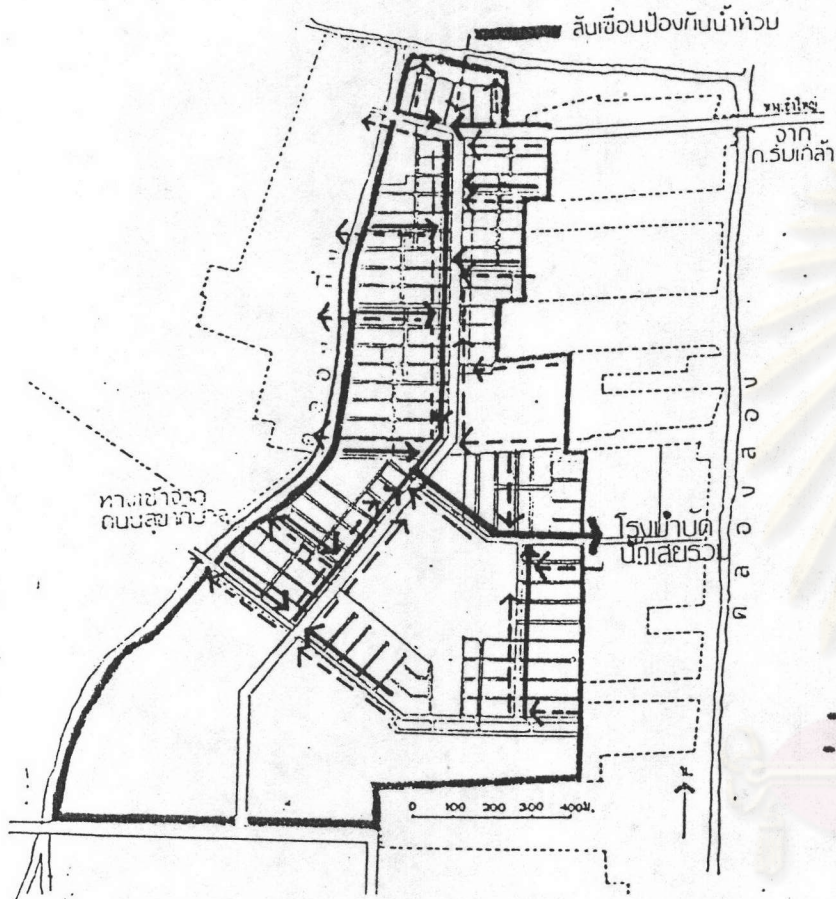 สันเขื่อนป้องกันน้ำท่วม
จาก
ถ.ร่มเกล้า
ทางเข้าจาก
ถนนสุขาภิบาล
โรงบำบัด
น้ำเสียรวม
คลองสอง
0 100 200 300 400ม.